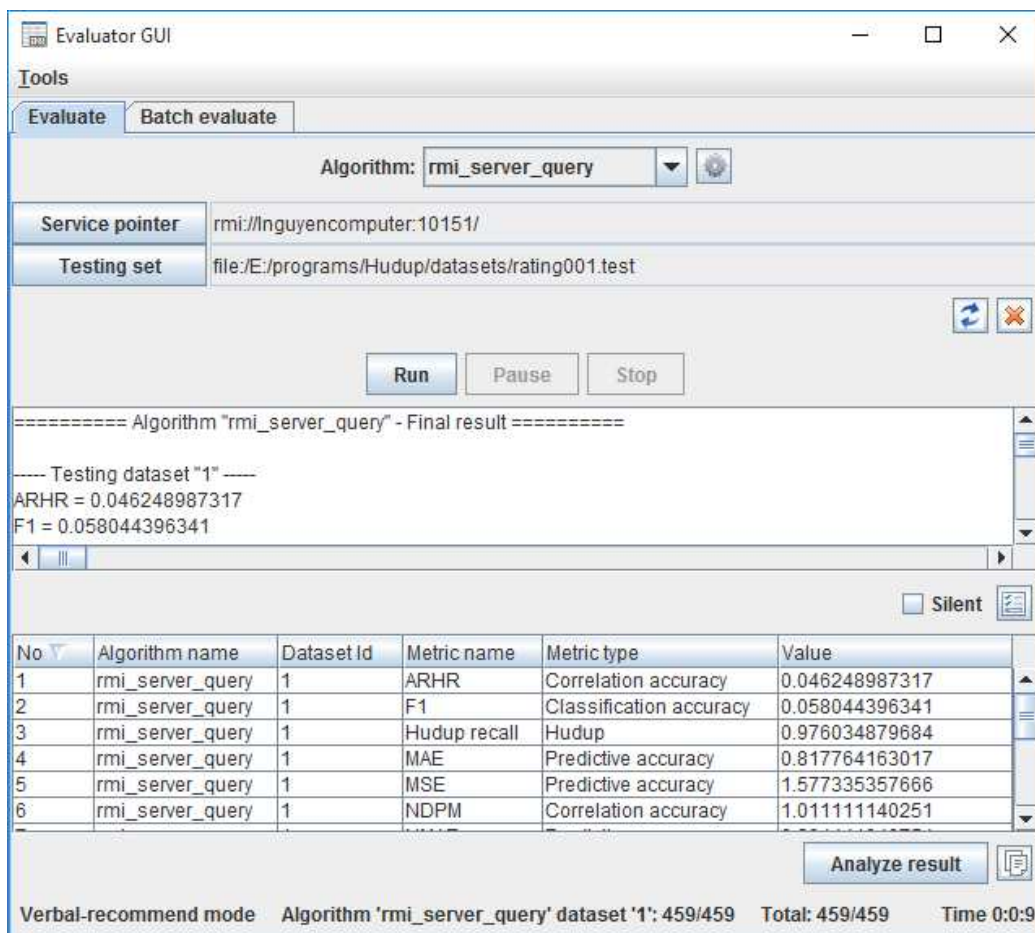 Evaluator GUI
Tools
Evaluate Batch evaluate
Algorithm: rmi_server_query
Service pointer rmi://lnguyencomputer:10151/
Testing set file:/E:/programs/Hudup/datasets/rating001.test
Run Pause Stop
========== Algorithm "rmi_server_query" - Final result ==========
----- Testing dataset "1" -----
ARHR = 0.046248987317
F1 = 0.058044396341
Silent
No Algorithm name Dataset Id Metric name Metric type Value
1 rmi_server_query 1 ARHR Correlation accuracy 0.046248987317
2 rmi_server_query 1 F1 Classification accuracy 0.058044396341
3 rmi_server_query 1 Hudup recall Hudup 0.976034879684
4 rmi_server_query 1 MAE Predictive accuracy 0.817764163017
5 rmi_server_query 1 MSE Predictive accuracy 1.577335357666
6 rmi_server_query 1 NDPM Correlation accuracy 1.011111140251
Analyze result
Verbal-recommend mode Algorithm 'rmi_server_query' dataset '1': 459/459 Total: 459/459 Time 0:0:9